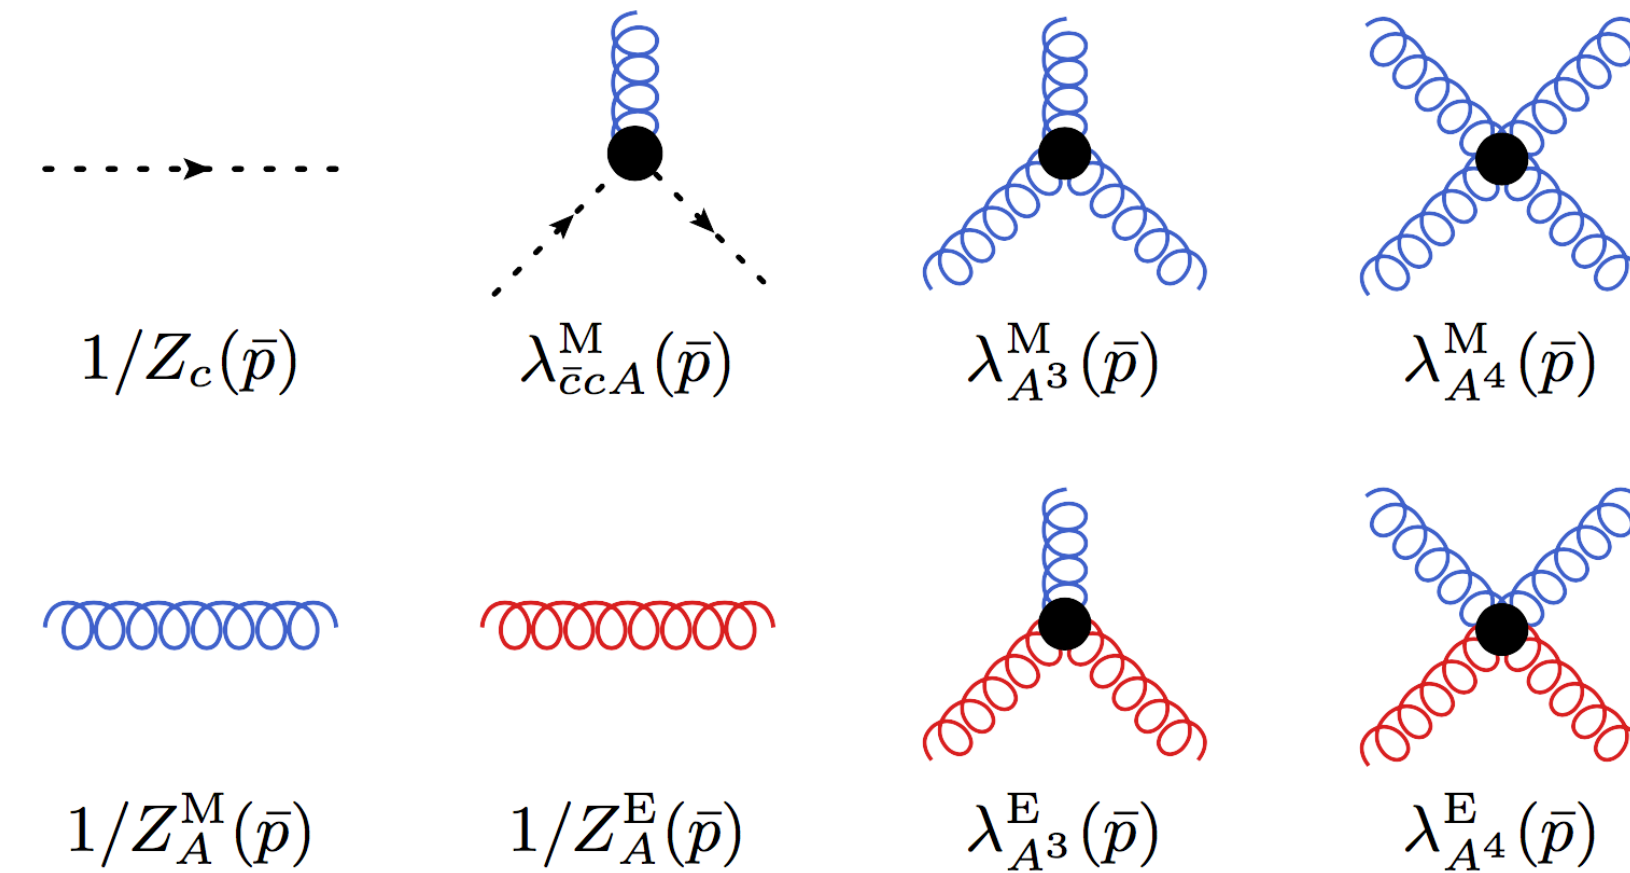 1/Z_c(p̄) λ^M_{c̄cA}(p̄) λ^M_{A^3}(p̄) λ^M_{A^4}(p̄)
1/Z^M_A(p̄) 1/Z^E_A(p̄) λ^E_{A^3}(p̄) λ^E_{A^4}(p̄)